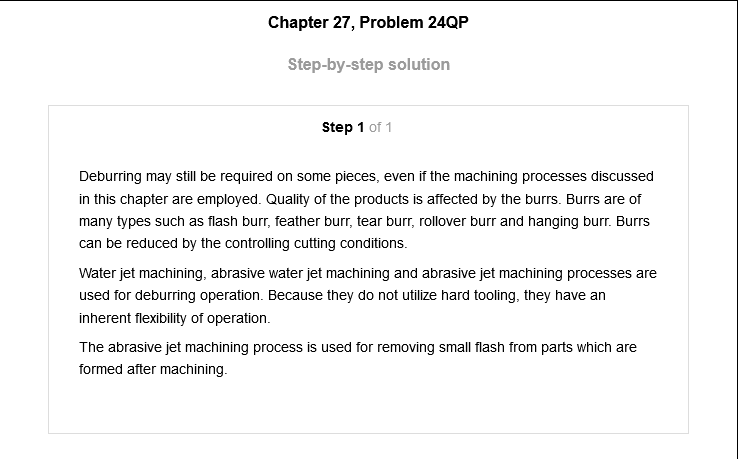 Chapter 27, Problem 24QP
Step-by-step solution
Step 1 of 1
Deburring may still be required on some pieces, even if the machining processes discussed
in this chapter are employed. Quality of the products is affected by the burrs. Burrs are of
many types such as flash burr, feather burr, tear burr, rollover burr and hanging burr. Burrs
can be reduced by the controlling cutting conditions.
Water jet machining, abrasive water jet machining and abrasive jet machining processes are
used for deburring operation. Because they do not utilize hard tooling, they have an
inherent flexibility of operation.
The abrasive jet machining process is used for removing small flash from parts which are
formed after machining.